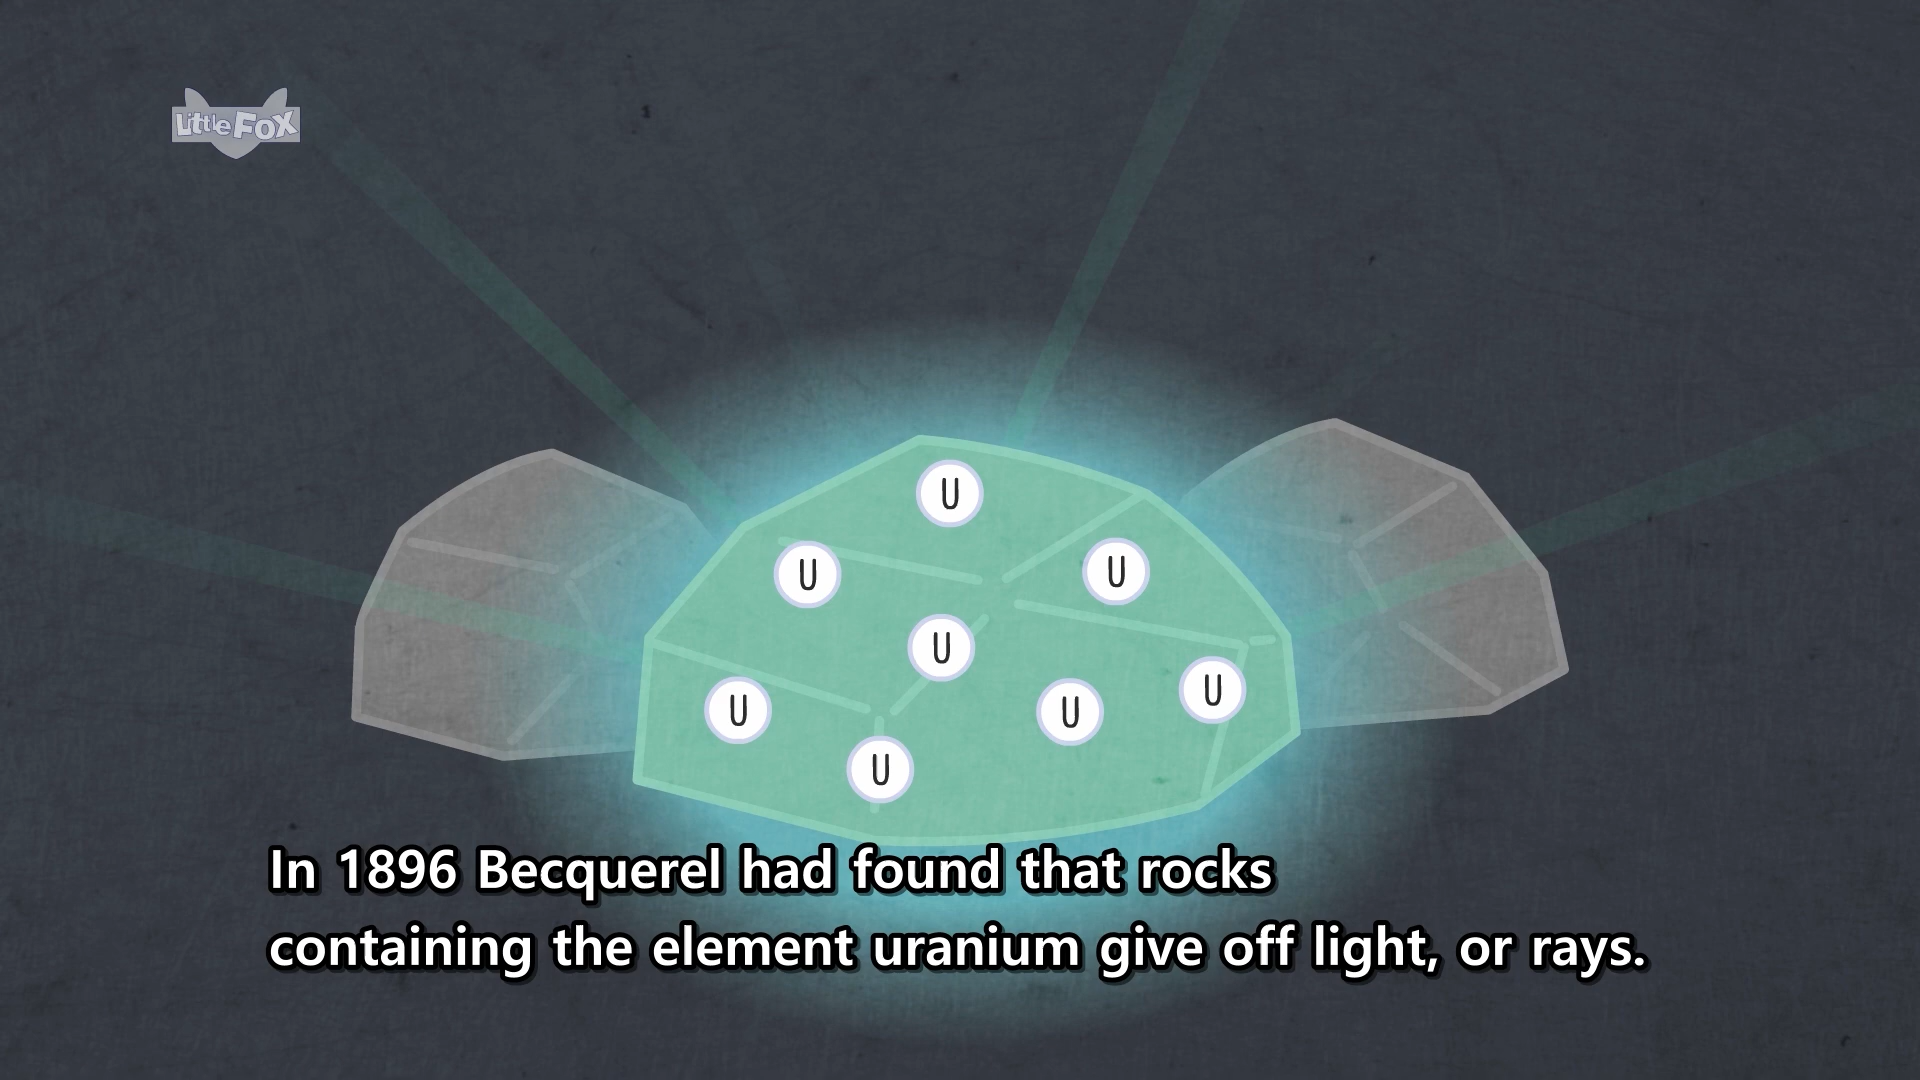 Little Fox
U
U
U
U
U
U
U
U
In 1896 Becquerel had found that rocks
containing the element uranium give off light, or rays.